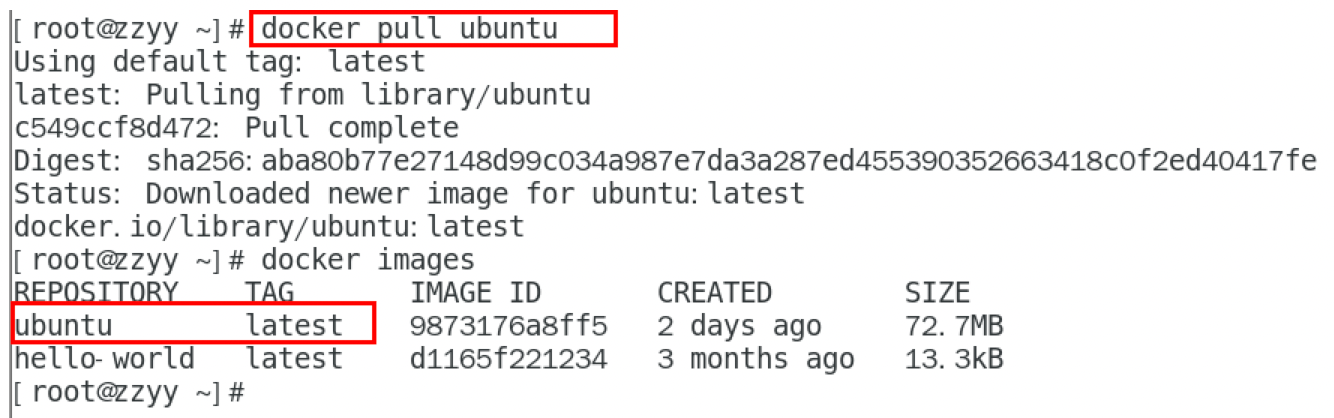 [root@zzyy ~]# docker pull ubuntu
Using default tag: latest
latest: Pulling from library/ubuntu
c549ccf8d472: Pull complete
Digest: sha256:aba80b77e27148d99c034a987e7da3a287ed455390352663418c0f2ed40417fe
Status: Downloaded newer image for ubuntu:latest
docker.io/library/ubuntu:latest
[root@zzyy ~]# docker images
REPOSITORY    TAG       IMAGE ID       CREATED        SIZE
ubuntu        latest    9873176a8ff5   2 days ago     72.7MB
hello-world   latest    d1165f221234   3 months ago   13.3kB
[root@zzyy ~]#